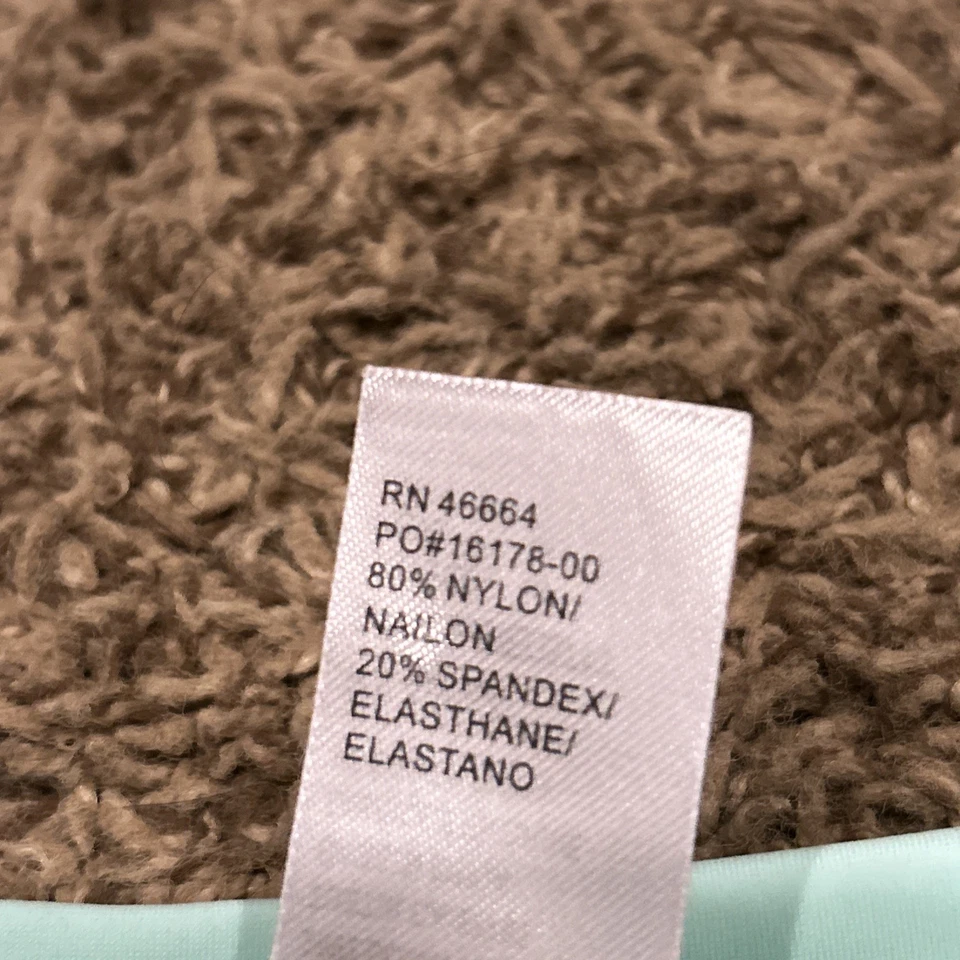 RN 46664
PO#16178-00
80% NYLON/
NAILON
20% SPANDEX/
ELASTHANE/
ELASTANO